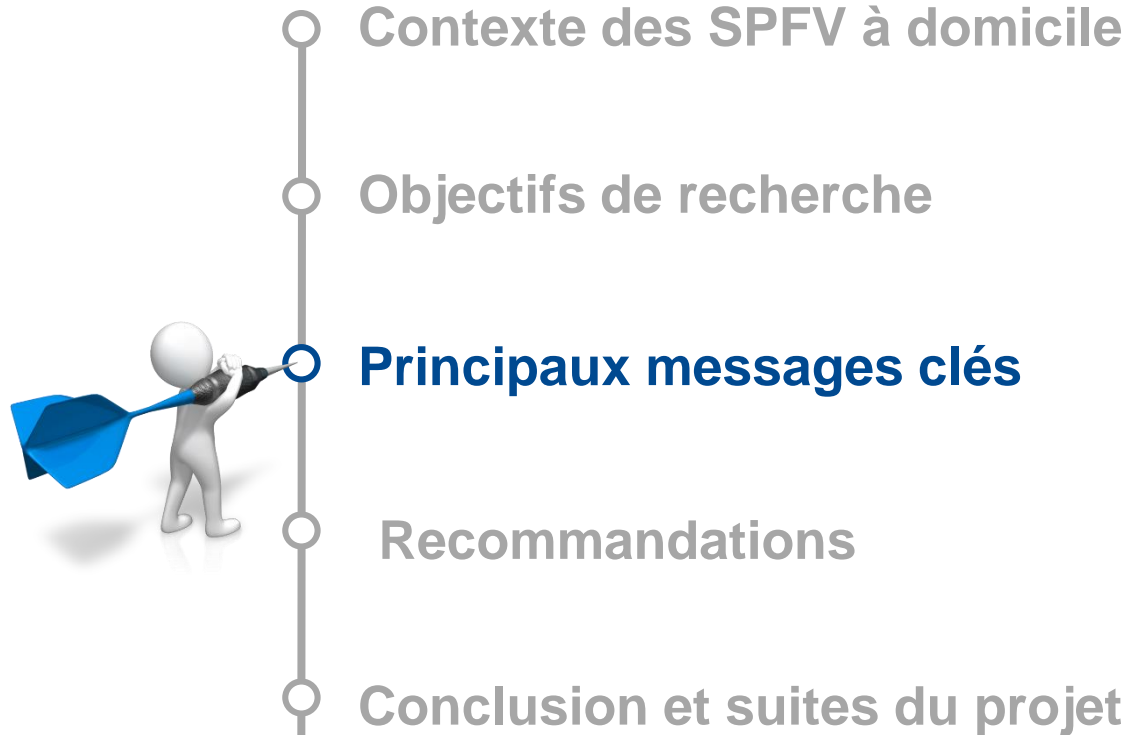 Contexte des SPFV à domicile
Objectifs de recherche
Principaux messages clés
Recommandations
Conclusion et suites du projet